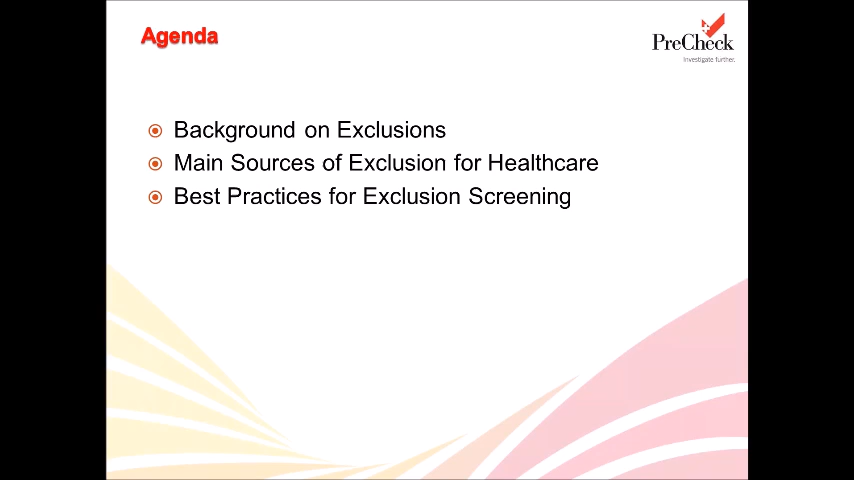 Agenda
PreCheck
Investigate further.
Background on Exclusions
Main Sources of Exclusion for Healthcare
Best Practices for Exclusion Screening